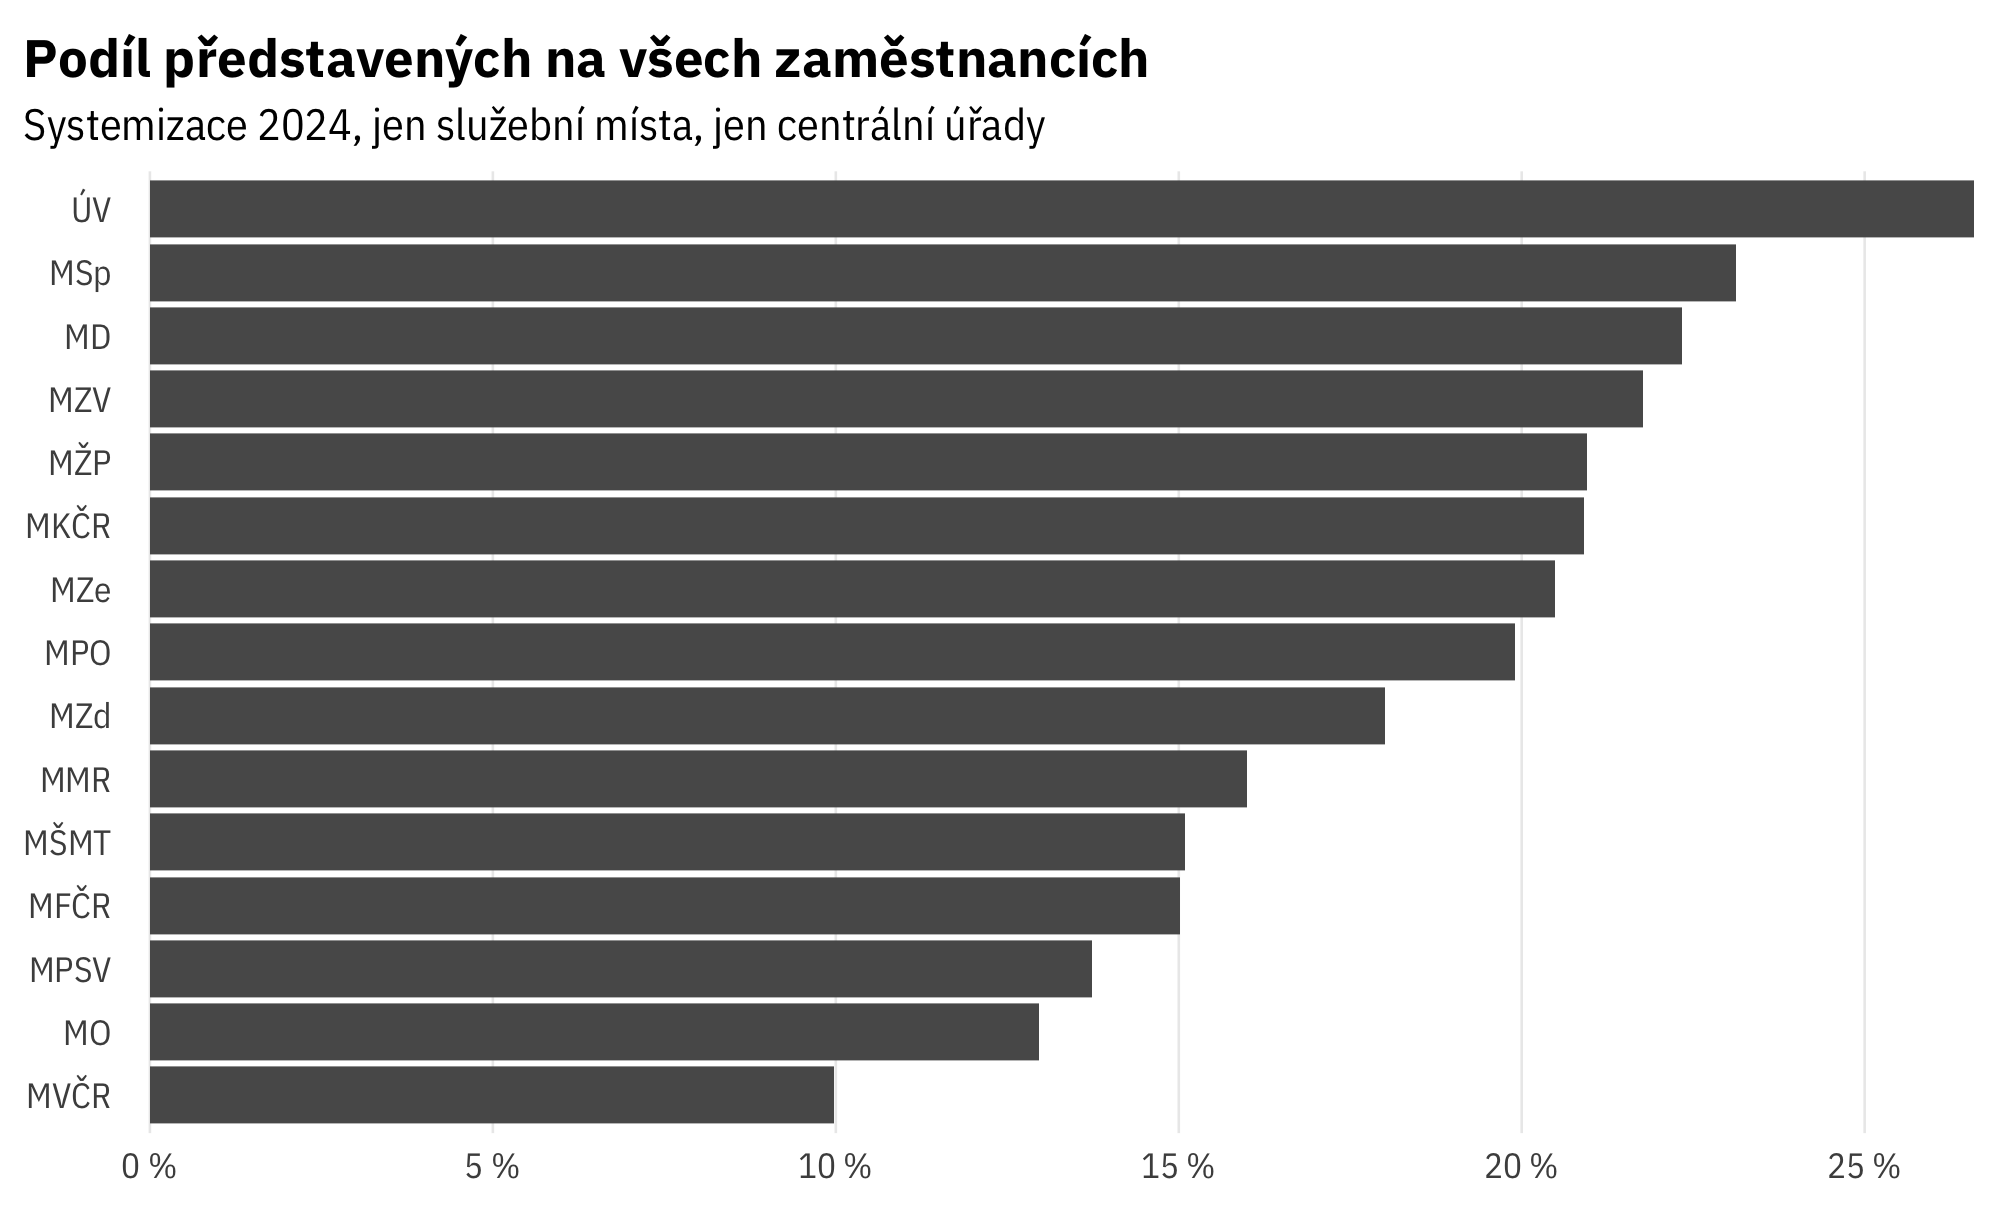 Podíl představených na všech zaměstnancích
Systemizace 2024, jen služební místa, jen centrální úřady
ÚV
MSp
MD
MZV
MŽP
MKČR
MZe
MPO
MZd
MMR
MŠMT
MFČR
MPSV
MO
MVČR
0 % 5 % 10 % 15 % 20 % 25 %